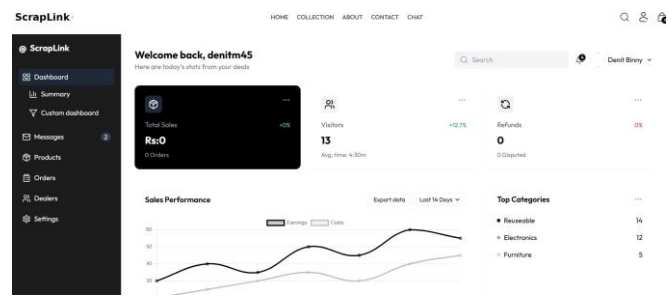 ScrapLink
HOME COLLECTION ABOUT CONTACT CHAT
ScrapLink
Dashboard
Summary
Custom dashboard
Messages 2
Products
Orders
Dealers
Settings
Welcome back, denitm45
Here are today's stats from your deals
Search
Denit Binny
Total Sales +0%
Rs:0
0 Orders
Visitors +12.7%
13
Avg. time: 4:30m
Refunds 0%
0
0 Disputed
Sales Performance
Export data
Last 14 Days
Earnings Costs
60
50
40
30
Top Categories
Reuseable 14
Electronics 12
Furniture 5